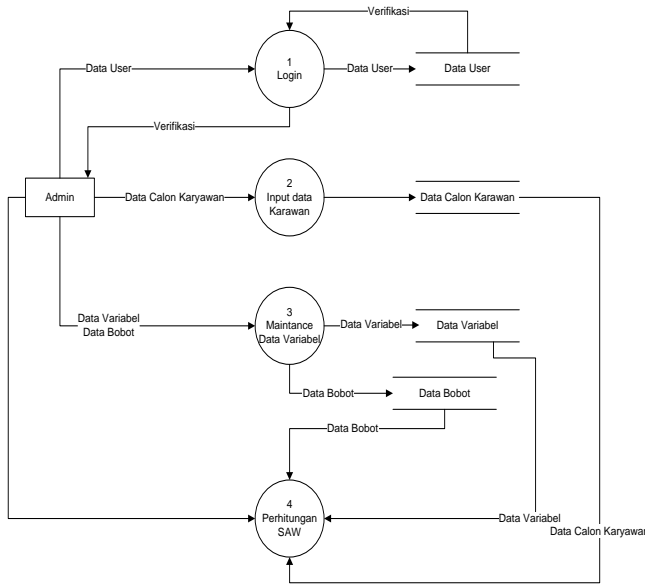 Verifikasi
1
Login
Data User
Data User
Data User
Verifikasi
Admin
Data Calon Karyawan
2
Input data
Karawan
Data Calon Karawan
Data Variabel
Data Bobot
3
Maintance
Data Variabel
Data Variabel
Data Variabel
Data Bobot
Data Bobot
Data Bobot
4
Perhitungan
SAW
Data Variabel
Data Calon Karyawan